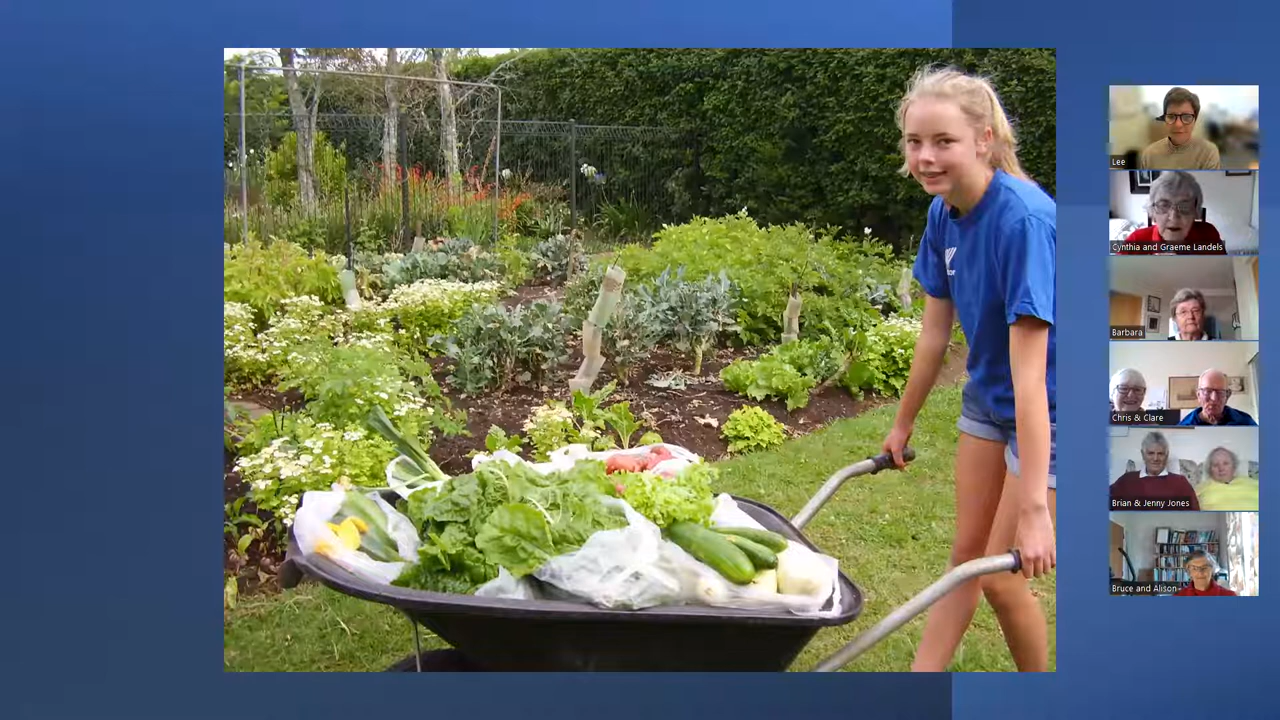 Lee
Cynthia and Graeme Landels
Barbara
Chris & Clare
Brian & Jenny Jones
Bruce and Alison